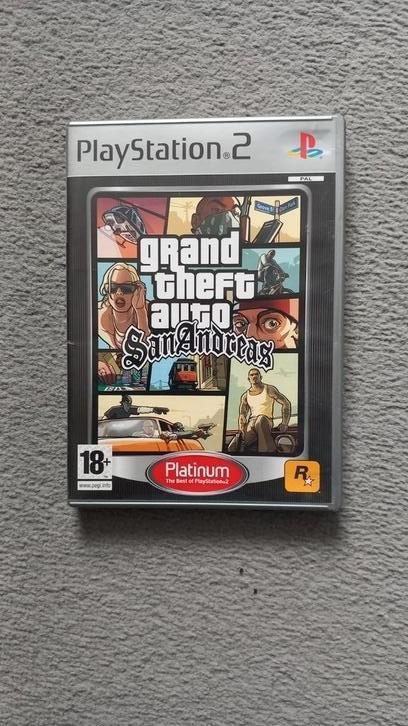 PlayStation®2
PAL
grand
theft
auto
San Andreas
18+
www.pegi.info
Platinum
The Best of PlayStation®2
R★